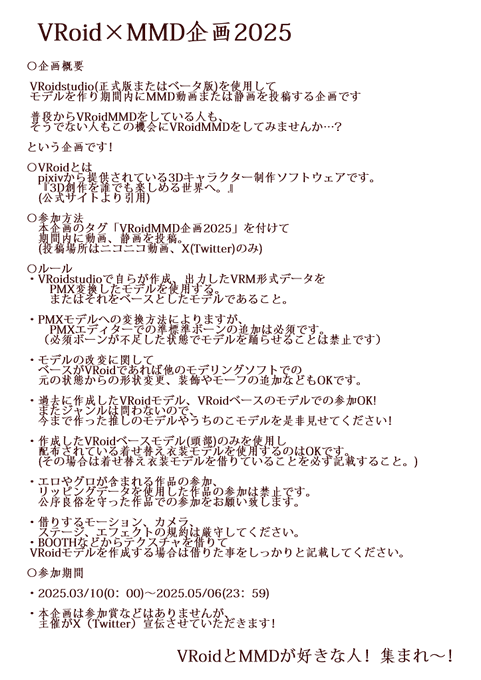 VRoid×MMD企画2025
〇企画概要
VRoidstudio(正式版またはベータ版)を使用して
モデルを作り期間内にMMD動画または静画を投稿する企画です
普段からVRoidMMDをしている人も、
そうでない人もこの機会にVRoidMMDをしてみませんか…?
という企画です!
〇VRoidとは
pixivから提供されている3Dキャラクター制作ソフトウェアです。
『3D創作を誰でも楽しめる世界へ。』
(公式サイトより引用)
〇参加方法
本企画のタグ「VRoidMMD企画2025」を付けて
期間内に動画、静画を投稿。
(投稿場所はニコニコ動画、X(Twitter)のみ)
〇ルール
・VRoidstudioで自らが作成、出力したVRM形式データを
PMX変換したモデルを使用する。
またはそれをベースとしたモデルであること。
・PMXモデルへの変換方法によりますが、
PMXエディターでの準標準ボーンの追加は必須です。
(必須ボーンが不足した状態でモデルを踊らせることは禁止です)
・モデルの改変に関して
ベースがVRoidであれば他のモデリングソフトでの
元の状態からの形状変更、装飾やモーフの追加などもOKです。
・過去に作成したVRoidモデル、VRoidベースのモデルでの参加OK!
またジャンルは問わないので、
今まで作った推しのモデルやうちのこモデルを是非見せてください!
・作成したVRoidベースモデル(頭部)のみを使用し
配布されている着せ替え衣装モデルを使用するのはOKです。
(その場合は着せ替え衣装モデルを借りていることを必ず記載すること。)
・エロやグロが含まれる作品の参加、
リッピングデータを使用した作品の参加は禁止です。
公序良俗を守った作品での参加をお願い致します。
・借りするモーション、カメラ、
ステージ、エフェクトの規約は厳守してください。
・BOOTHなどからテクスチャを借りて
VRoidモデルを作成する場合は借りた事をしっかりと記載してください。
〇参加期間
・2025.03/10(0：00)～2025.05/06(23：59)
・本企画は参加賞などはありませんが、
主催がX（Twitter）宣伝させていただきます!
VRoidとMMDが好きな人！集まれ～！